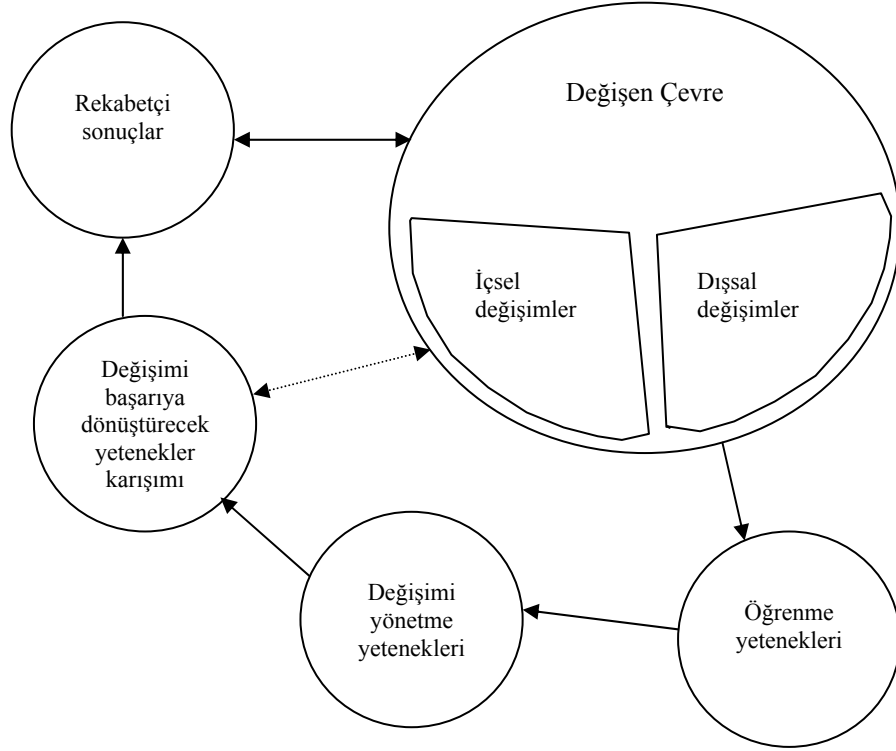 Rekabetçi
sonuçlar
Değişen Çevre
İçsel
değişimler
Dışsal
değişimler
Değişimi
başarıya
dönüştürecek
yetenekler
karışımı
Değişimi
yönetme
yetenekleri
Öğrenme
yetenekleri